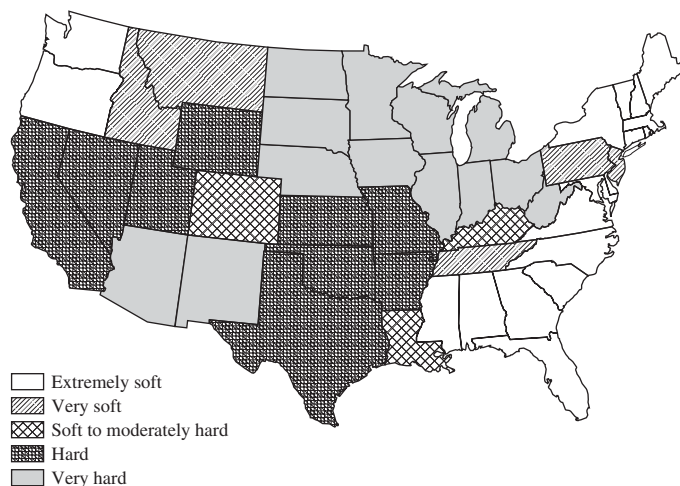 Extremely soft
Very soft
Soft to moderately hard
Hard
Very hard